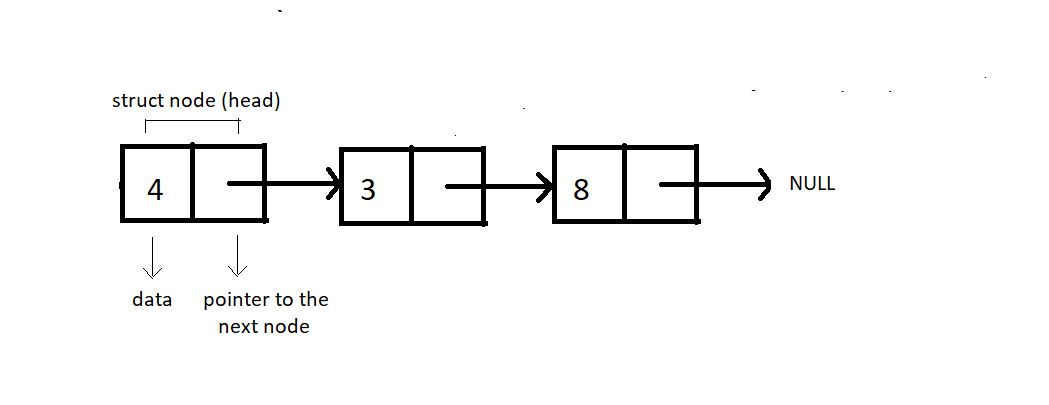 struct node (head)
4
3
8
NULL
data
pointer to the
next node